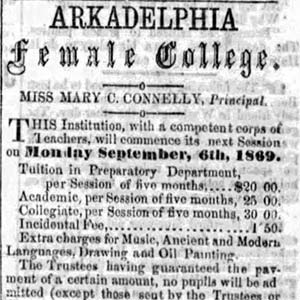 ARKADELPHIA
Female College.
MISS MARY C. CONNELLY, Principal.
THIS Institution, with a competent corps of
Teachers, will commence its next Session
on Monday September, 6th, 1869.
Tuition in Preparatory Department,
per Session of five months,....$20 00.
Academic, per Session of five months, 25 00.
Collegiate, per Session of five months, 30 00.
Incidental Fee, 1 50.
Extra charges for Music, Ancient and Modern
Languages, Drawing and Oil Painting.
The Trustees having guaranteed the pay-
ment of a certain amount, no pupils will be ad
mitted (except those sent by the Trustees or